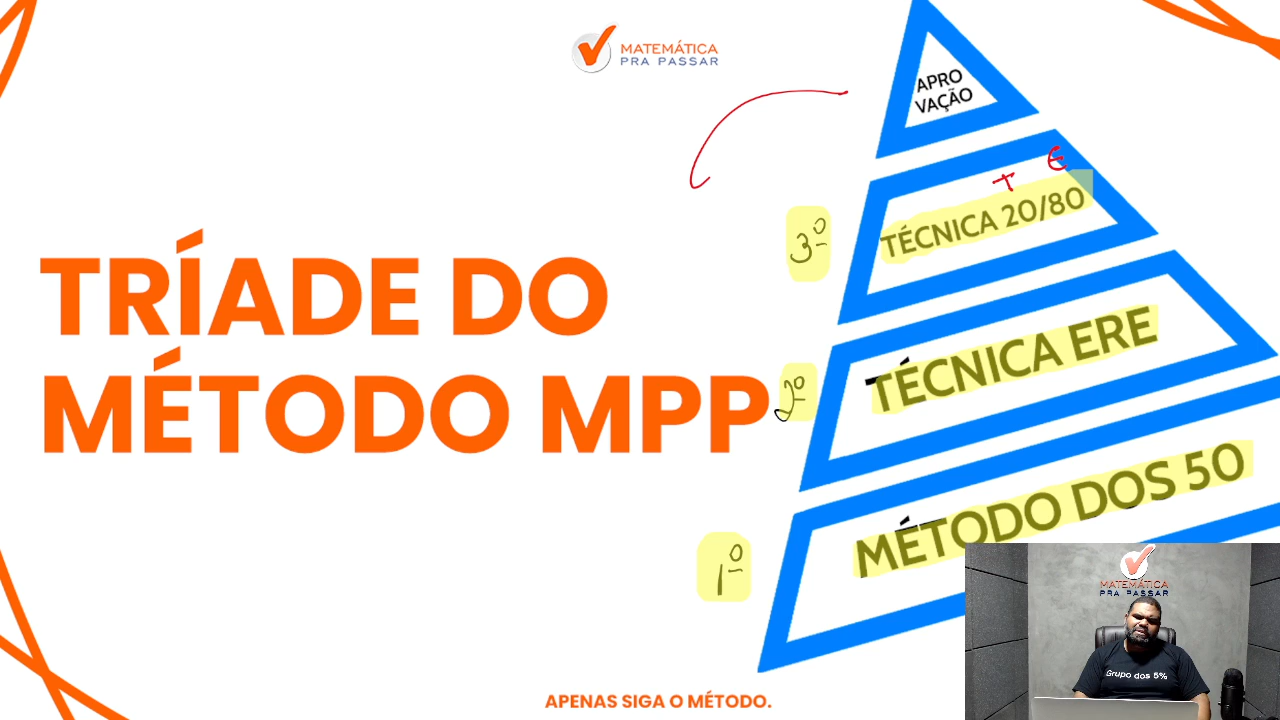 MATEMÁTICA
PRA PASSAR
APRO
VAÇÃO
T E
3º
TÉCNICA 20/80
TRÍADE DO
MÉTODO MPP
2º
TÉCNICA ERE
1º
MÉTODO DOS 50
MATEMÁTICA
PRA PASSAR
Grupo dos 5%
APENAS SIGA O MÉTODO.